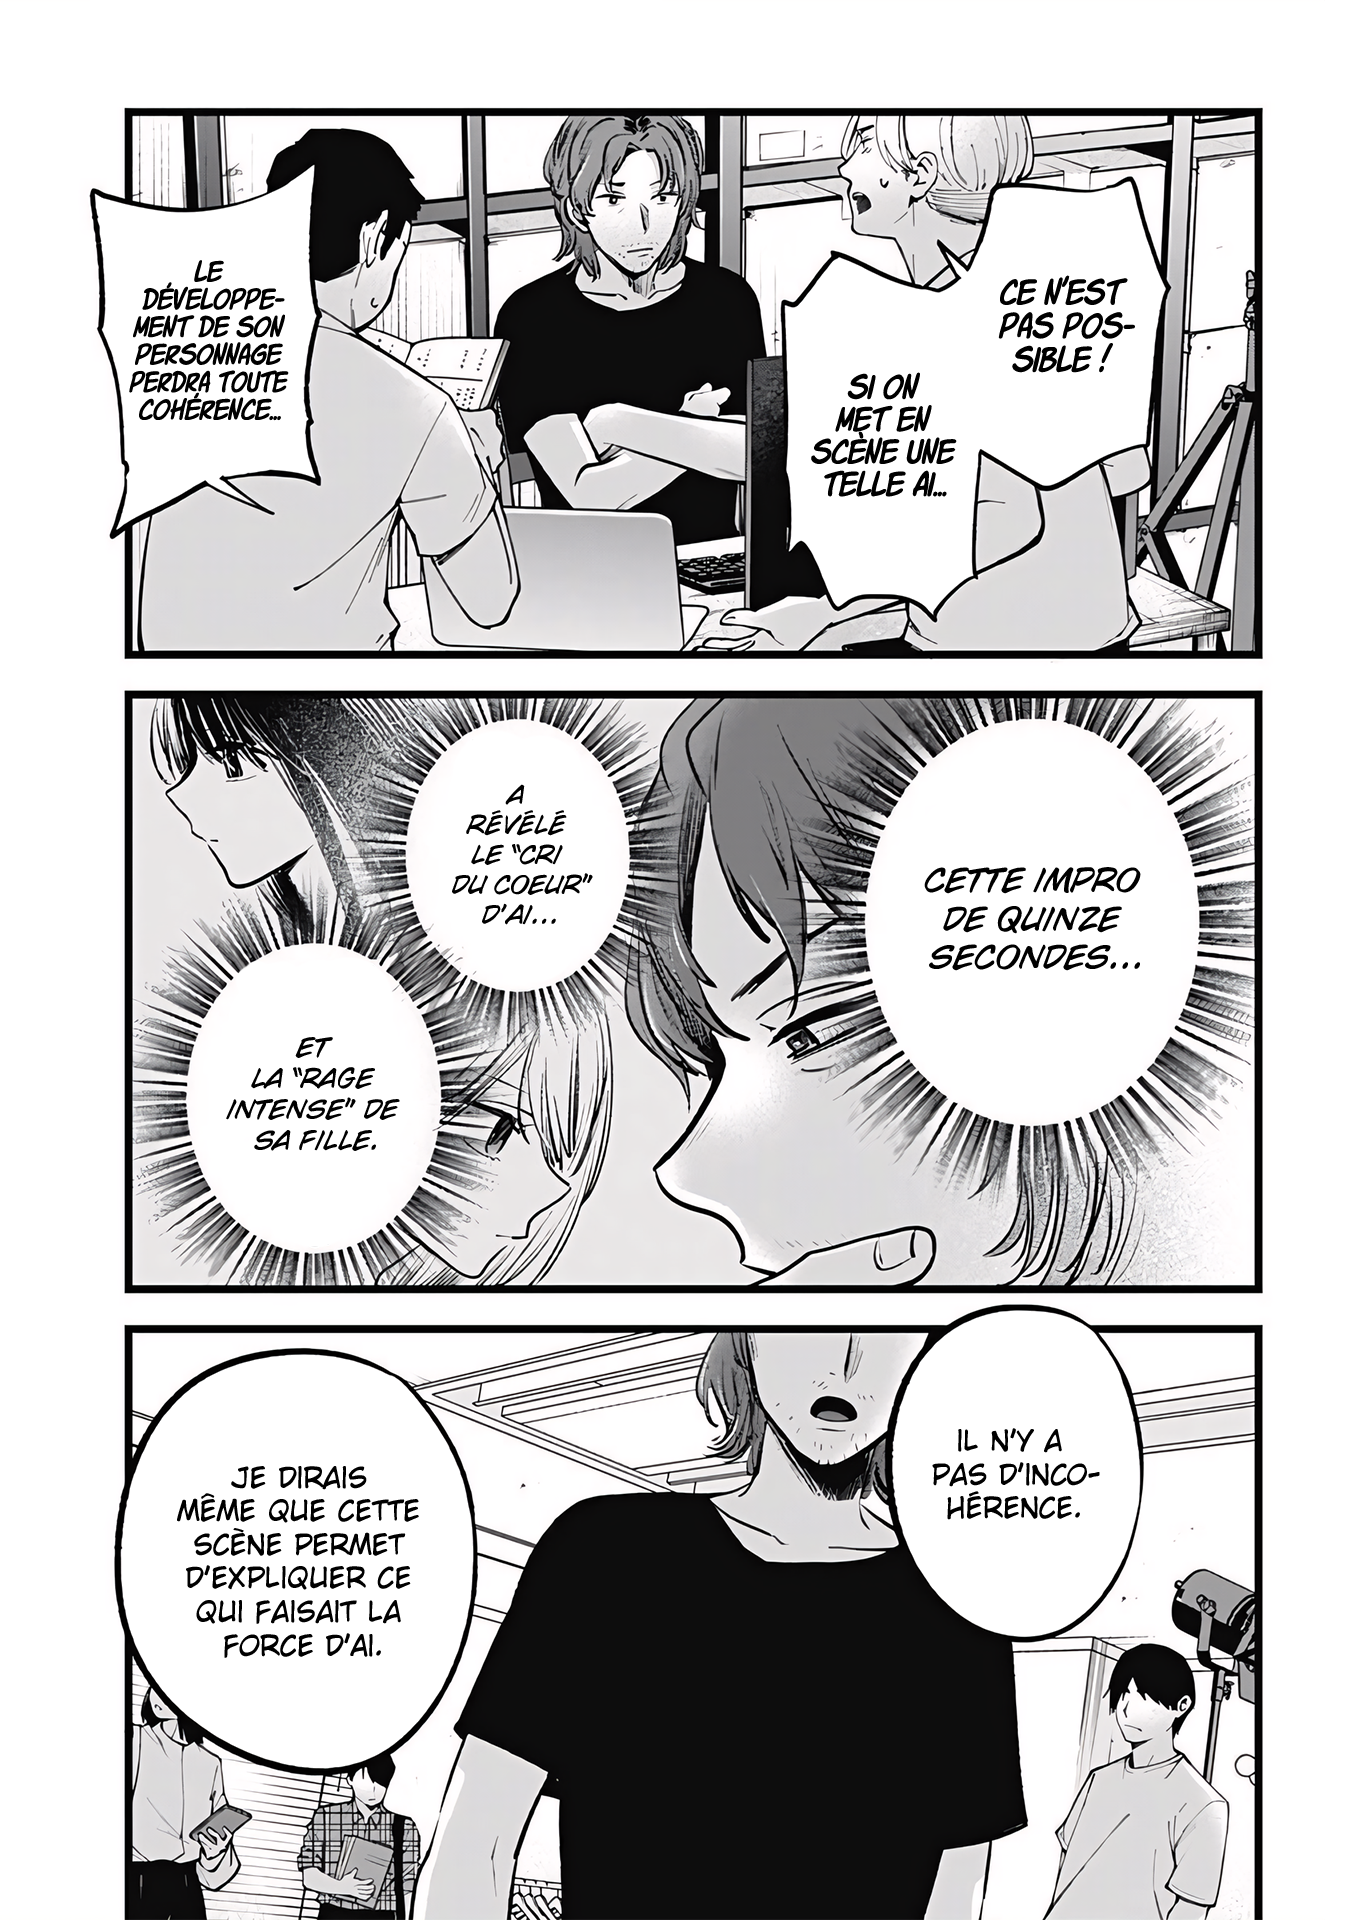 CE N'EST
PAS POS-
SIBLE !
SI ON
MET EN
SCÈNE UNE
TELLE AI...
LE
DÉVELOPPE-
MENT DE SON
PERSONNAGE
PERDRA TOUTE
COHÉRENCE...
CETTE IMPRO
DE QUINZE
SECONDES...
A
RÉVÉLÉ
LE "CRI
DU COEUR"
D'AI...
ET
LA "RAGE
INTENSE" DE
SA FILLE.
IL N'Y A
PAS D'INCO-
HÉRENCE.
JE DIRAIS
MÊME QUE CETTE
SCÈNE PERMET
D'EXPLIQUER CE
QUI FAISAIT LA
FORCE D'AI.